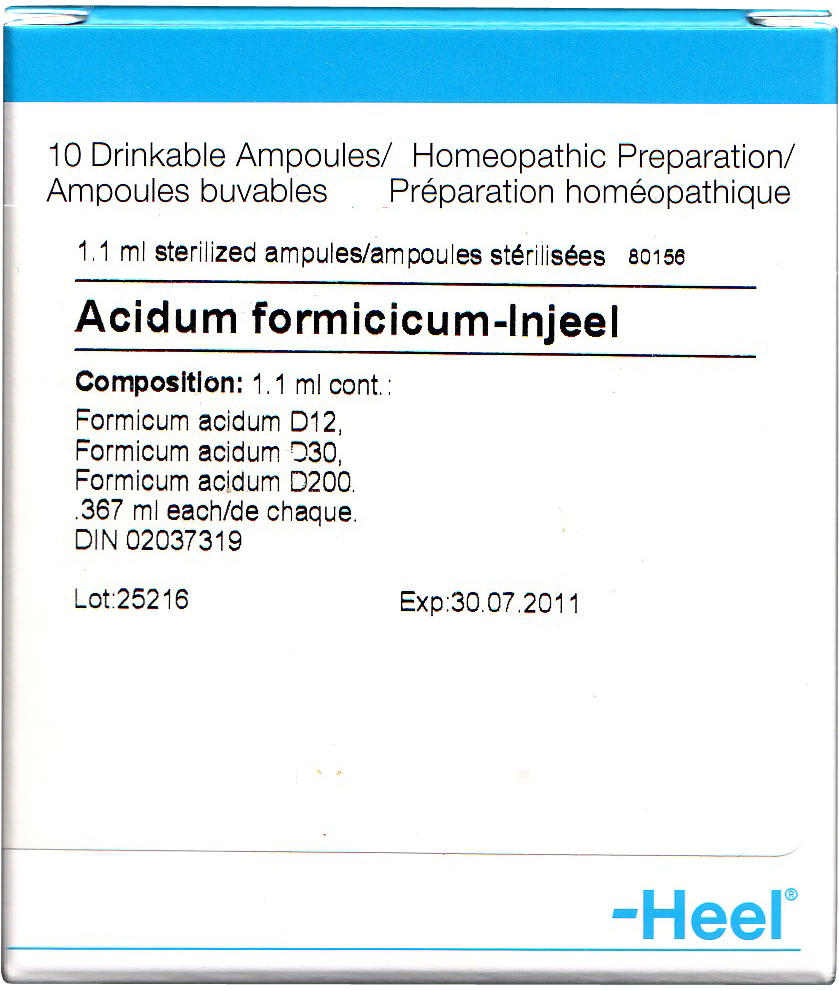 10 Drinkable Ampoules/ Homeopathic Preparation/
Ampoules buvables Préparation homéopathique
1.1 ml sterilized ampules/ampoules stérilisées 80156
Acidum formicicum-Injeel
Composition: 1.1 ml cont.:
Formicum acidum D12,
Formicum acidum D30,
Formicum acidum D200.
.367 ml each/de chaque.
DIN 02037319
Lot:25216 Exp:30.07.2011
-Heel®